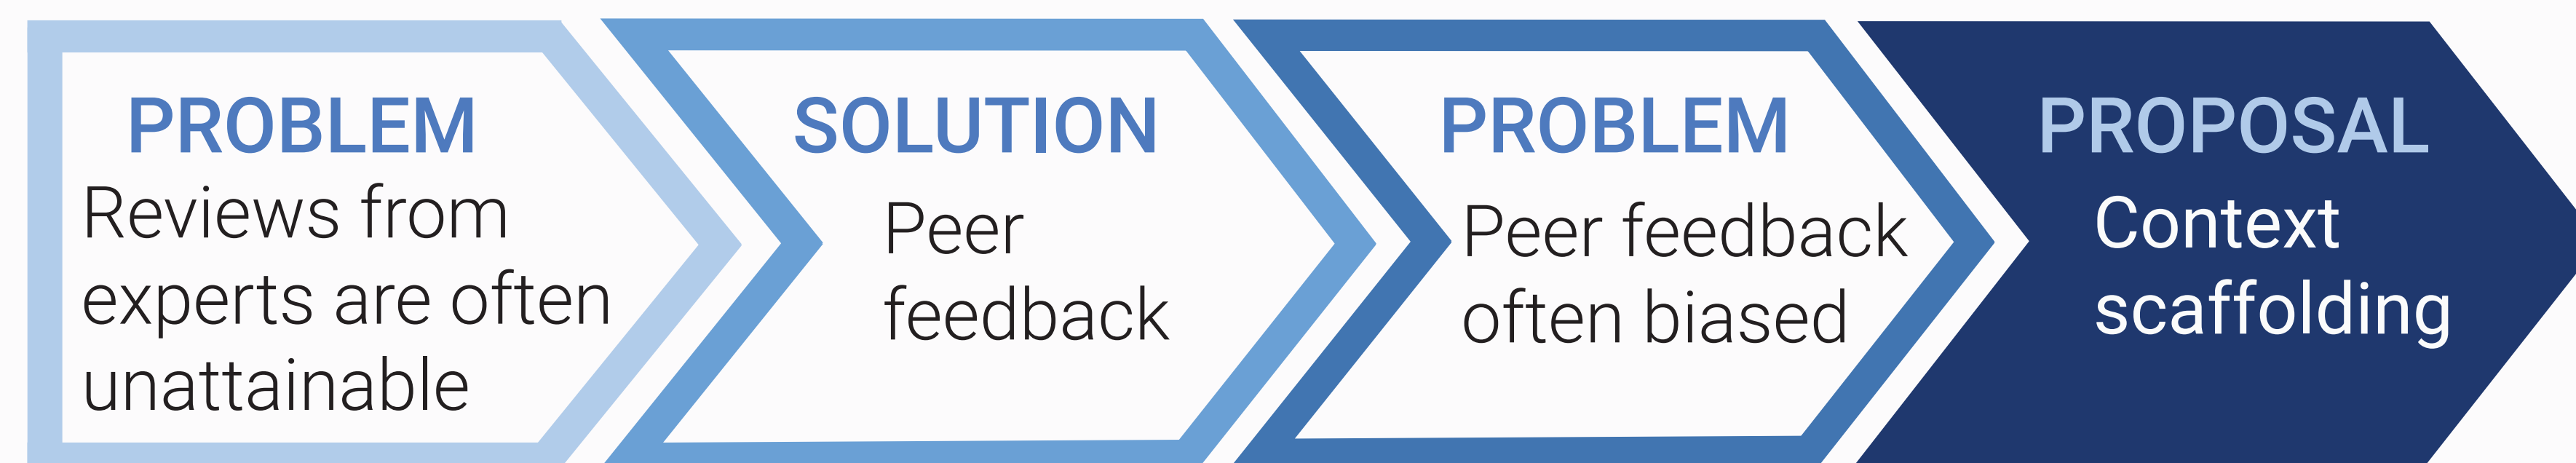 PROBLEM
Reviews from
experts are often
unattainable
SOLUTION
Peer
feedback
PROBLEM
Peer feedback
often biased
PROPOSAL
Context
scaffolding